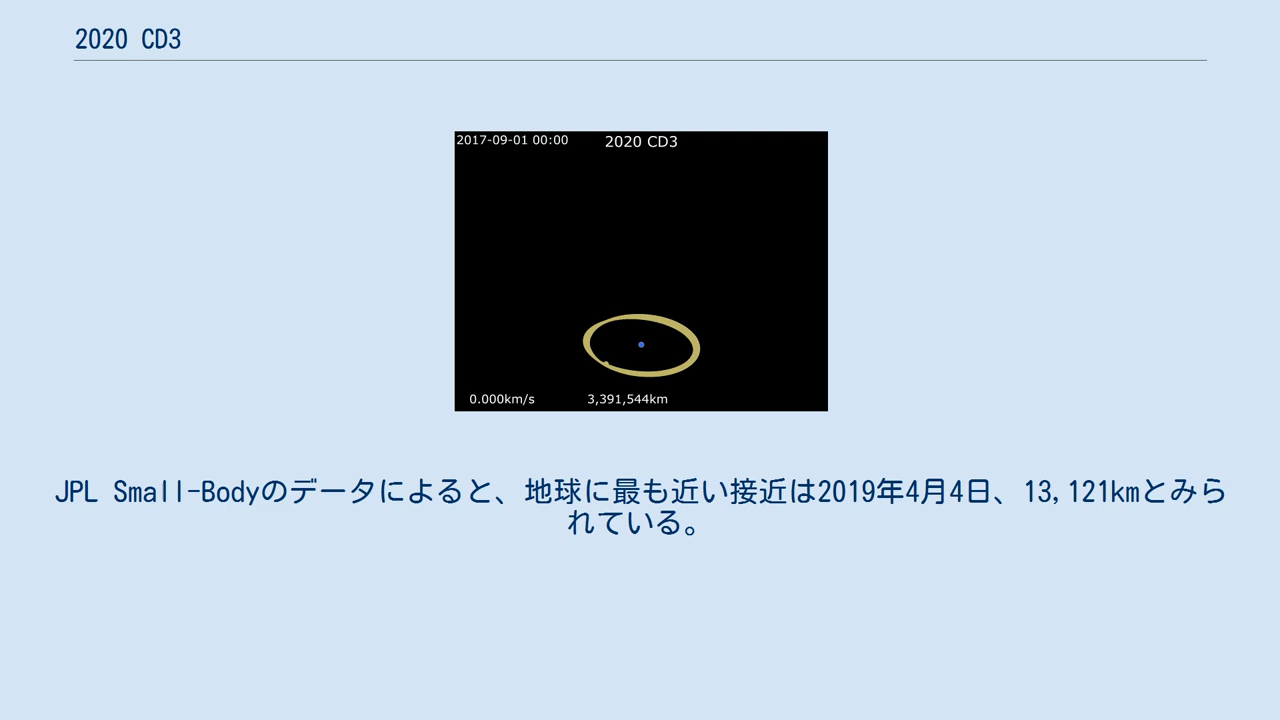 2020 CD3
2017-09-01 00:00
2020 CD3
0.000km/s
3,391,544km
JPL Small-Bodyのデータによると、地球に最も近い接近は2019年4月4日、13,121kmとみら
れている。